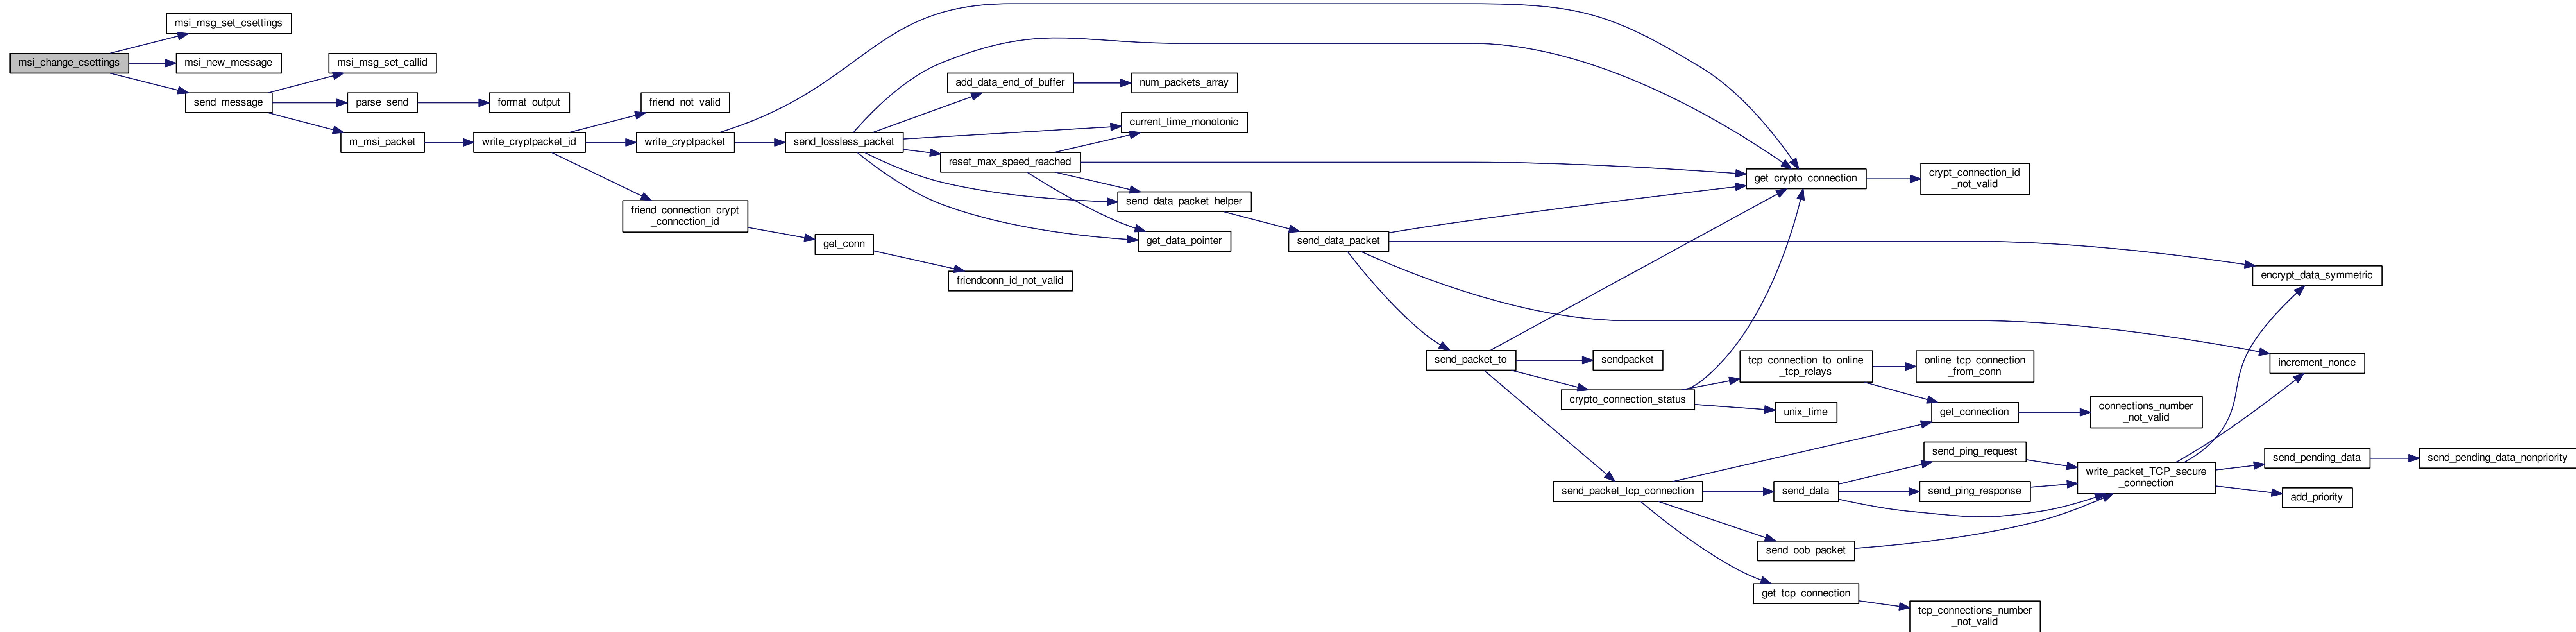 msi_change_csettings
msi_msg_set_csettings
msi_new_message
send_message
msi_msg_set_callid
parse_send
format_output
m_msi_packet
write_cryptpacket_id
friend_not_valid
write_cryptpacket
friend_connection_crypt
_connection_id
get_conn
friendconn_id_not_valid
send_lossless_packet
add_data_end_of_buffer
num_packets_array
current_time_monotonic
reset_max_speed_reached
send_data_packet_helper
get_data_pointer
send_data_packet
get_crypto_connection
crypt_connection_id
_not_valid
encrypt_data_symmetric
increment_nonce
send_packet_to
sendpacket
crypto_connection_status
tcp_connection_to_online
_tcp_relays
online_tcp_connection
_from_conn
unix_time
get_connection
connections_number
_not_valid
send_packet_tcp_connection
send_data
send_ping_request
send_ping_response
write_packet_TCP_secure
_connection
send_pending_data
send_pending_data_nonpriority
add_priority
send_oob_packet
get_tcp_connection
tcp_connections_number
_not_valid